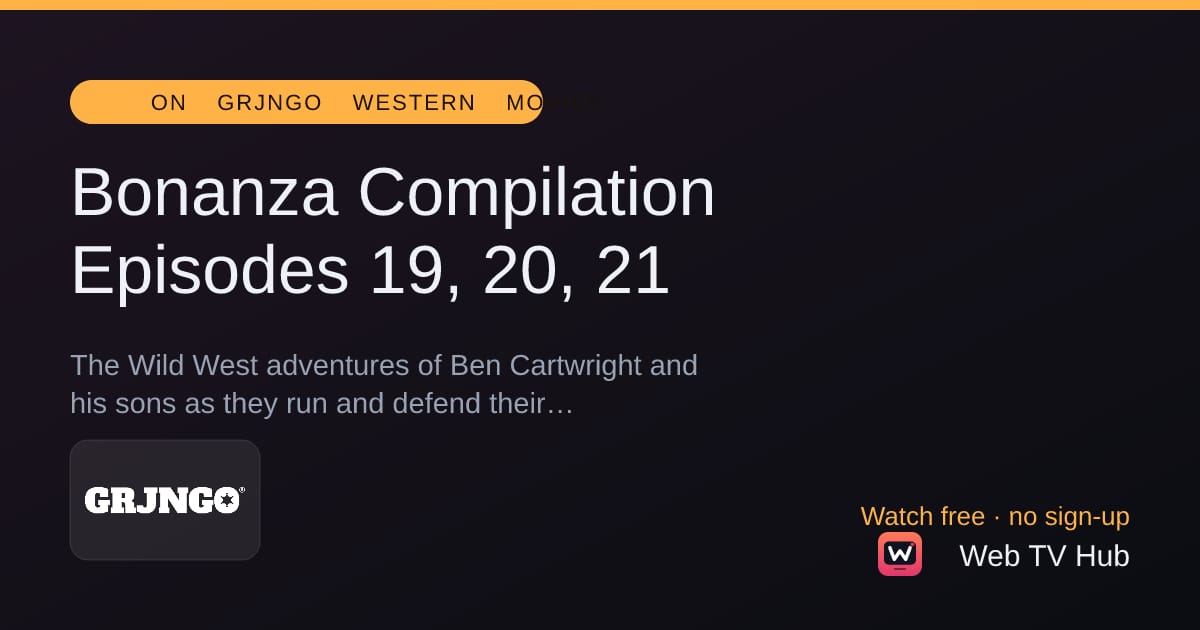 ON GRJNGO WESTERN MOVIES
Bonanza Compilation
Episodes 19, 20, 21
The Wild West adventures of Ben Cartwright and
his sons as they run and defend their…
GRJNGO®
Watch free · no sign-up
W
Web TV Hub